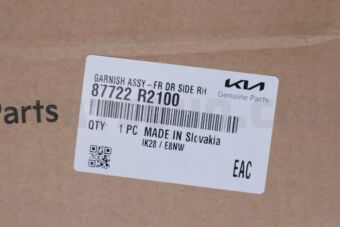 GARNISH ASSY-FR DR SIDE RH
87722 R2100
KIA
Genuine Parts
Parts
QTY: 1 PC MADE IN Slovakia
IK28 / E8NW
EAC